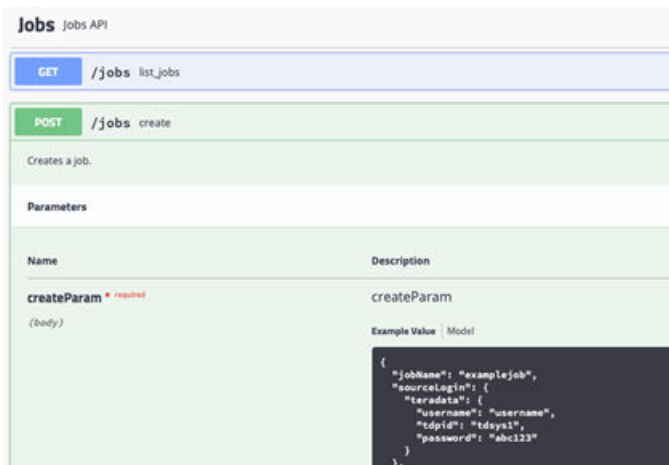 Jobs Jobs API
GET /jobs list_jobs
POST /jobs create
Creates a job.
Parameters
Name Description
createParam * required createParam
(body)
Example Value | Model
{
"jobName": "examplejob",
"sourceLogin": {
"teradata": {
"username": "username",
"tdpid": "tdsys1",
"password": "abc123"
}
},